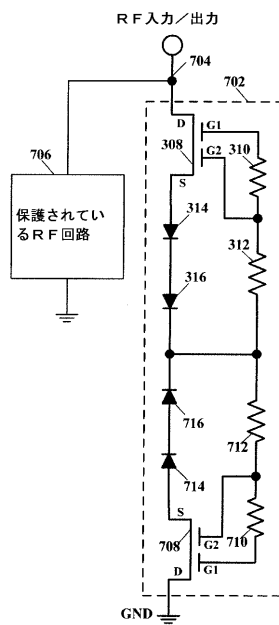 ＲＦ入力／出力
704
702
706
D
G1
308
G2
310
S
保護されてい
るＲＦ回路
314
312
316
716
712
714
S
708
G2
710
D
G1
GND